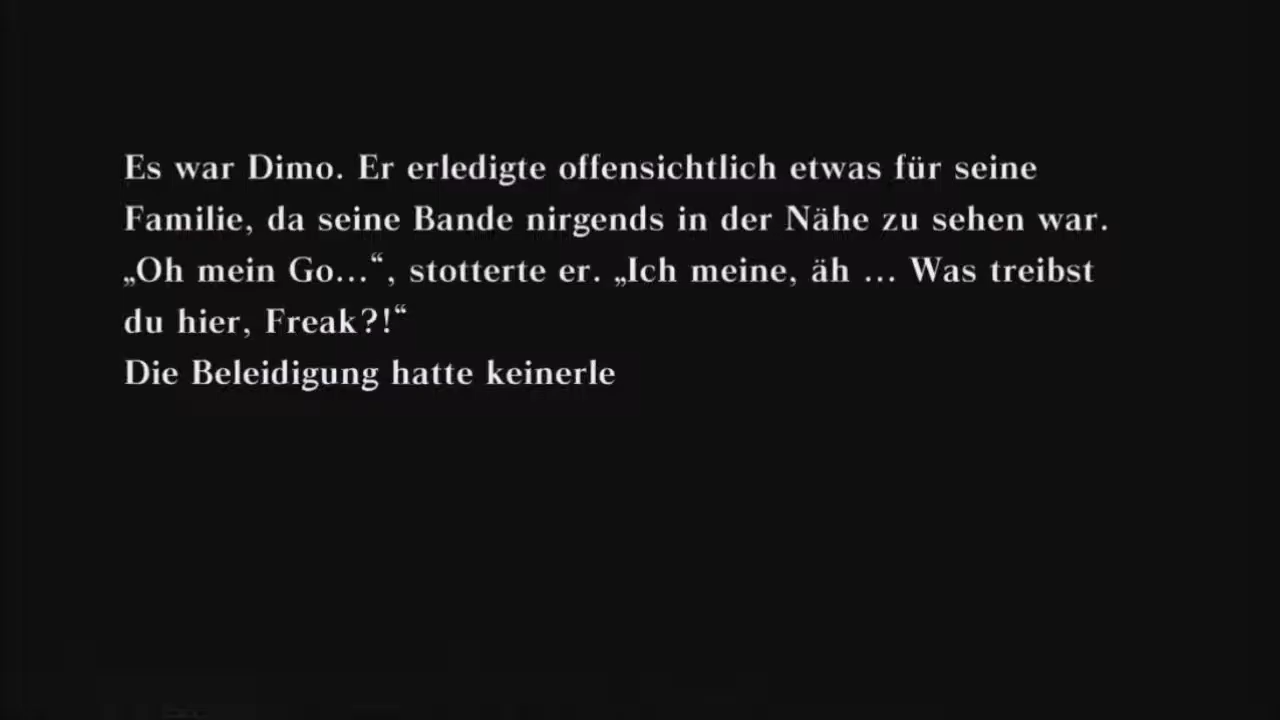 Es war Dimo. Er erledigte offensichtlich etwas für seine
Familie, da seine Bande nirgends in der Nähe zu sehen war.
„Oh mein Go...“, stotterte er. „Ich meine, äh ... Was treibst
du hier, Freak?!“
Die Beleidigung hatte keinerle